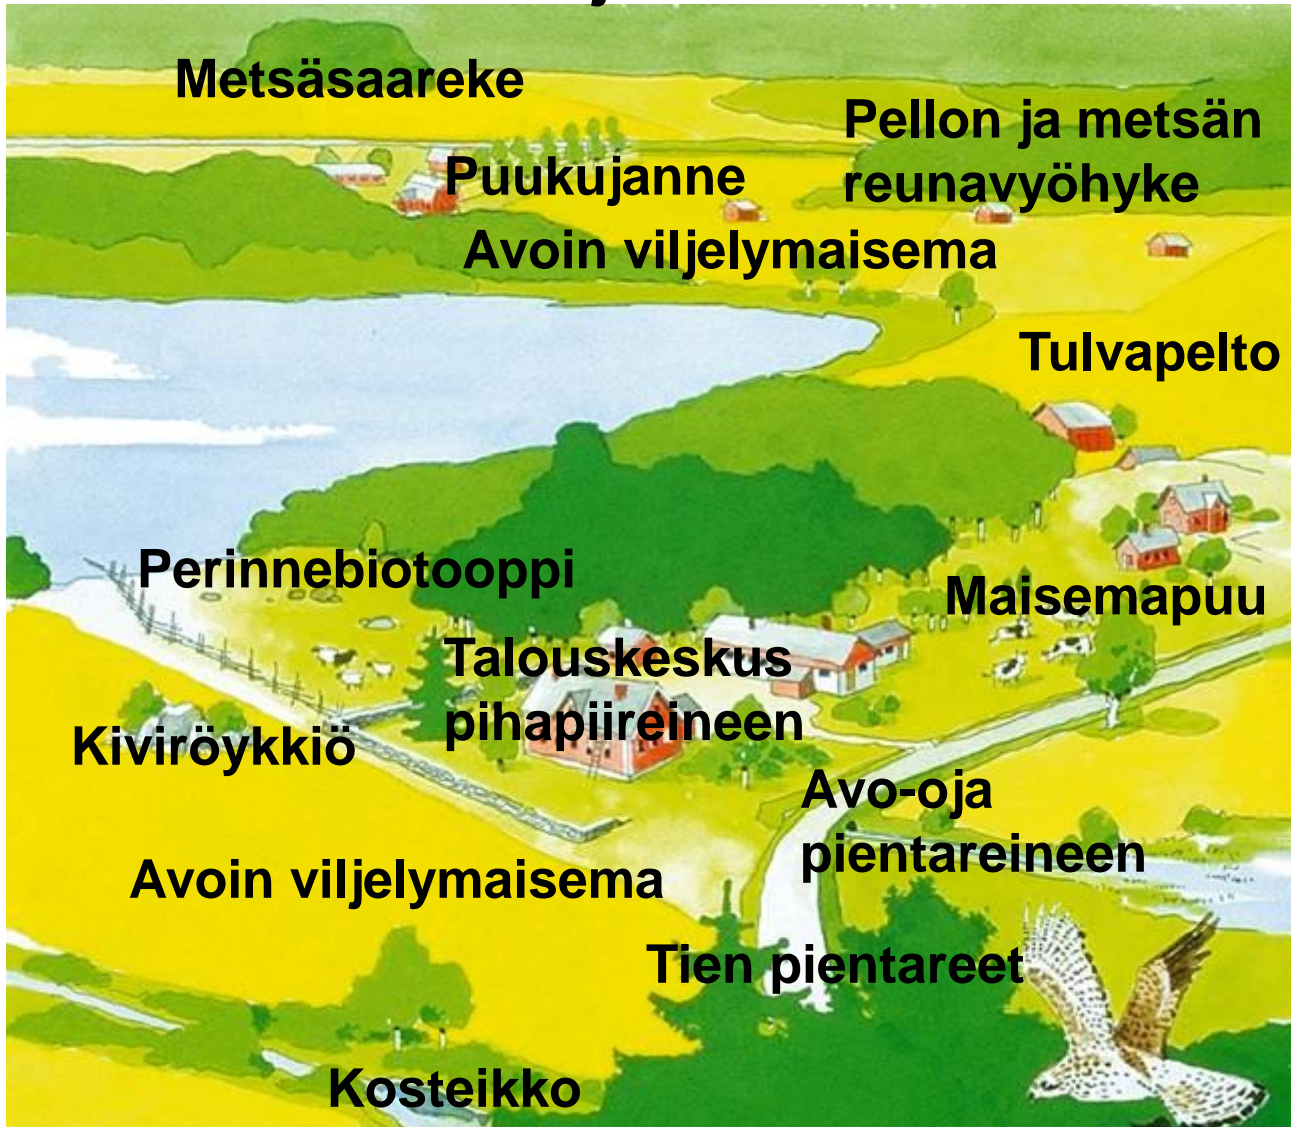 Metsäsaareke
Pellon ja metsän
reunavyöhyke
Puukujanne
Avoin viljelymaisema
Tulvapelto
Perinnebiotooppi
Maisemapuu
Talouskeskus
pihapiireineen
Kiviröykkiö
Avo-oja
pientareineen
Avoin viljelymaisema
Tien pientareet
Kosteikko